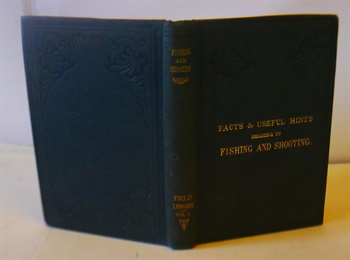 FISHING
AND
SHOOTING
FIELD
LIBRARY
VOL. I
FACTS & USEFUL HINTS
RELATING TO
FISHING AND SHOOTING.